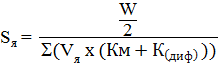 Sя = (W / 2) / (Σ(Vя х (Км + К(диф))))